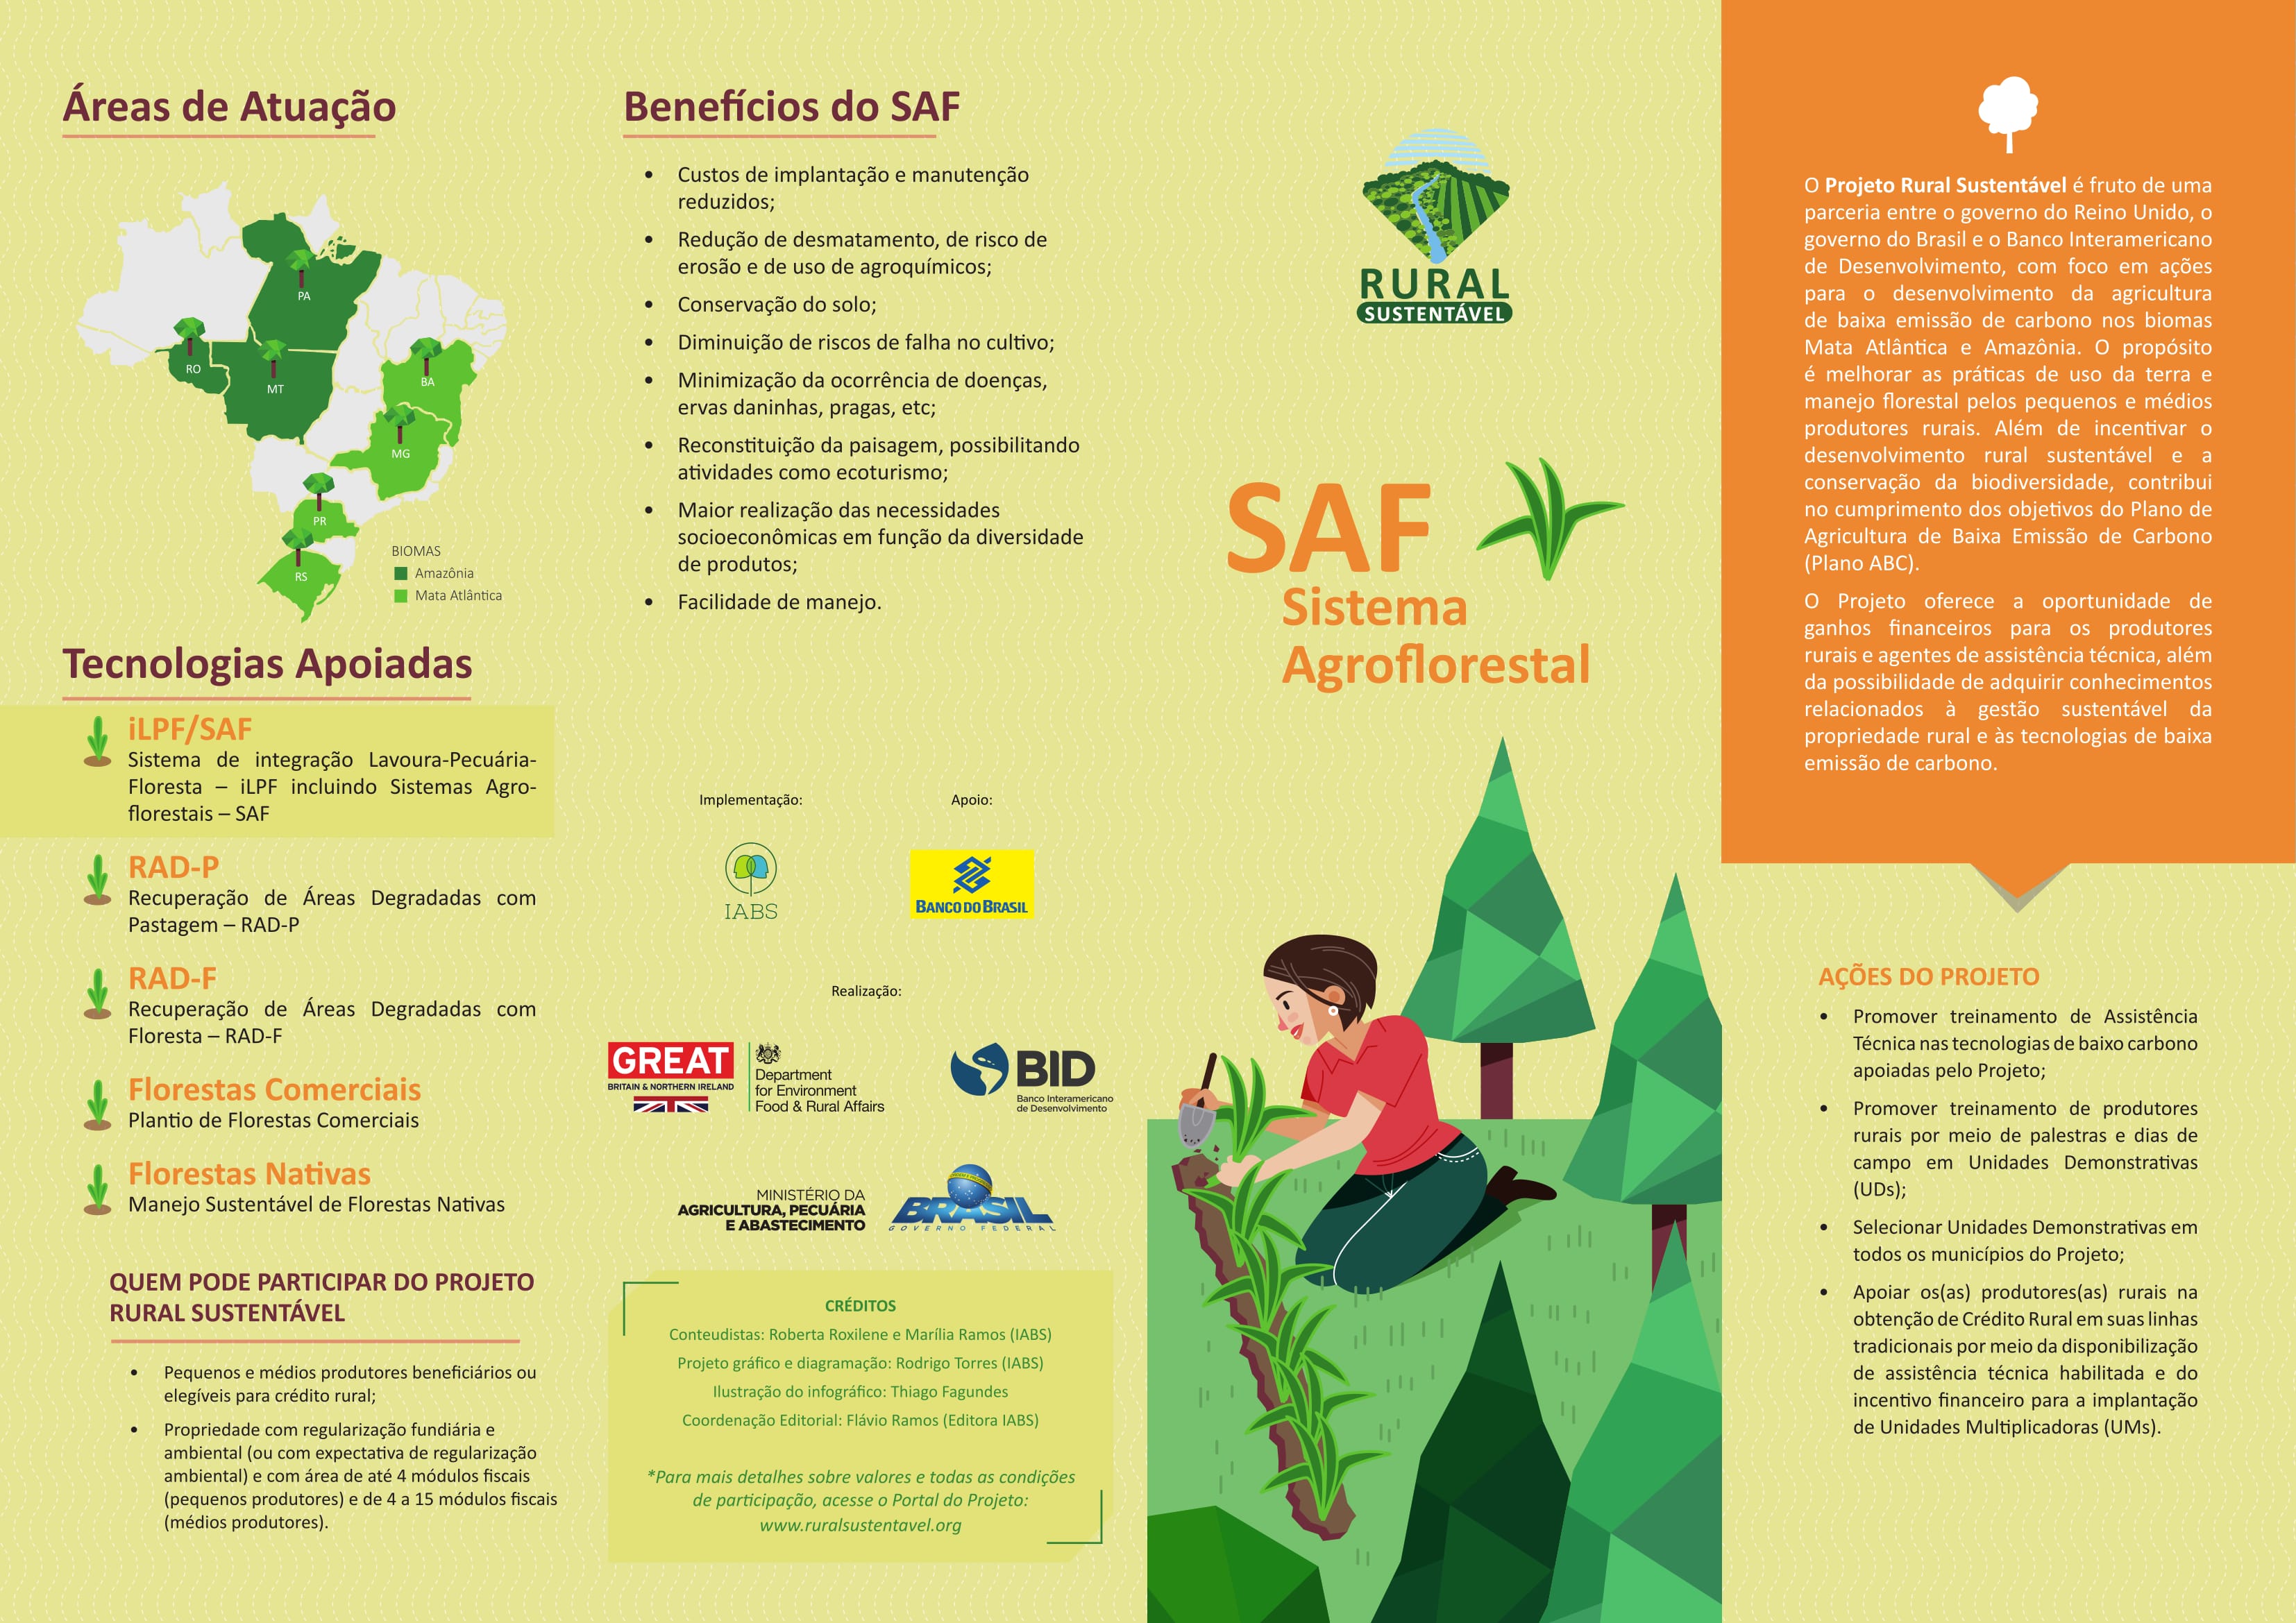 Áreas de Atuação
PA
RO
MT
BA
MG
PR
RS
BIOMAS
Amazônia
Mata Atlântica
Tecnologias Apoiadas
iLPF/SAF
Sistema de integração Lavoura-Pecuária-
Floresta – iLPF incluindo Sistemas Agro-
florestais – SAF
RAD-P
Recuperação de Áreas Degradadas com
Pastagem – RAD-P
RAD-F
Recuperação de Áreas Degradadas com
Floresta – RAD-F
Florestas Comerciais
Plantio de Florestas Comerciais
Florestas Nativas
Manejo Sustentável de Florestas Nativas
QUEM PODE PARTICIPAR DO PROJETO
RURAL SUSTENTÁVEL
• Pequenos e médios produtores beneficiários ou
elegíveis para crédito rural;
• Propriedade com regularização fundiária e
ambiental (ou com expectativa de regularização
ambiental) e com área de até 4 módulos fiscais
(pequenos produtores) e de 4 a 15 módulos fiscais
(médios produtores).
Benefícios do SAF
• Custos de implantação e manutenção
reduzidos;
• Redução de desmatamento, de risco de
erosão e de uso de agroquímicos;
• Conservação do solo;
• Diminuição de riscos de falha no cultivo;
• Minimização da ocorrência de doenças,
ervas daninhas, pragas, etc;
• Reconstituição da paisagem, possibilitando
atividades como ecoturismo;
• Maior realização das necessidades
socioeconômicas em função da diversidade
de produtos;
• Facilidade de manejo.
Implementação:
Apoio:
IABS
BANCO DO BRASIL
Realização:
GREAT
BRITAIN & NORTHERN IRELAND
Department
for Environment
Food & Rural Affairs
BID
Banco Interamericano
de Desenvolvimento
MINISTÉRIO DA
AGRICULTURA, PECUÁRIA
E ABASTECIMENTO
BRASIL
GOVERNO FEDERAL
CRÉDITOS
Conteudistas: Roberta Roxilene e Marília Ramos (IABS)
Projeto gráfico e diagramação: Rodrigo Torres (IABS)
Ilustração do infográfico: Thiago Fagundes
Coordenação Editorial: Flávio Ramos (Editora IABS)
*Para mais detalhes sobre valores e todas as condições
de participação, acesse o Portal do Projeto:
www.ruralsustentavel.org
RURAL
SUSTENTÁVEL
SAF
Sistema
Agroflorestal
O Projeto Rural Sustentável é fruto de uma
parceria entre o governo do Reino Unido, o
governo do Brasil e o Banco Interamericano
de Desenvolvimento, com foco em ações
para o desenvolvimento da agricultura
de baixa emissão de carbono nos biomas
Mata Atlântica e Amazônia. O propósito
é melhorar as práticas de uso da terra e
manejo florestal pelos pequenos e médios
produtores rurais. Além de incentivar o
desenvolvimento rural sustentável e a
conservação da biodiversidade, contribui
no cumprimento dos objetivos do Plano de
Agricultura de Baixa Emissão de Carbono
(Plano ABC).
O Projeto oferece a oportunidade de
ganhos financeiros para os produtores
rurais e agentes de assistência técnica, além
da possibilidade de adquirir conhecimentos
relacionados à gestão sustentável da
propriedade rural e às tecnologias de baixa
emissão de carbono.
AÇÕES DO PROJETO
• Promover treinamento de Assistência
Técnica nas tecnologias de baixo carbono
apoiadas pelo Projeto;
• Promover treinamento de produtores
rurais por meio de palestras e dias de
campo em Unidades Demonstrativas
(UDs);
• Selecionar Unidades Demonstrativas em
todos os municípios do Projeto;
• Apoiar os(as) produtores(as) rurais na
obtenção de Crédito Rural em suas linhas
tradicionais por meio da disponibilização
de assistência técnica habilitada e do
incentivo financeiro para a implantação
de Unidades Multiplicadoras (UMs).